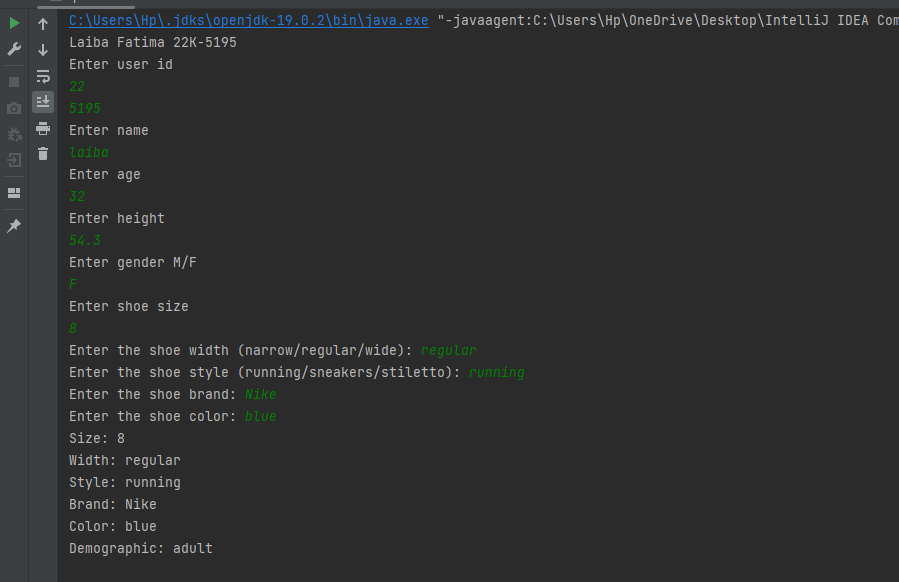 C:\Users\Hp\.jdks\openjdk-19.0.2\bin\java.exe "-javaagent:C:\Users\Hp\OneDrive\Desktop\IntelliJ IDEA Com
Laiba Fatima 22K-5195
Enter user id
22
5195
Enter name
laiba
Enter age
32
Enter height
54.3
Enter gender M/F
F
Enter shoe size
8
Enter the shoe width (narrow/regular/wide): regular
Enter the shoe style (running/sneakers/stiletto): running
Enter the shoe brand: Nike
Enter the shoe color: blue
Size: 8
Width: regular
Style: running
Brand: Nike
Color: blue
Demographic: adult